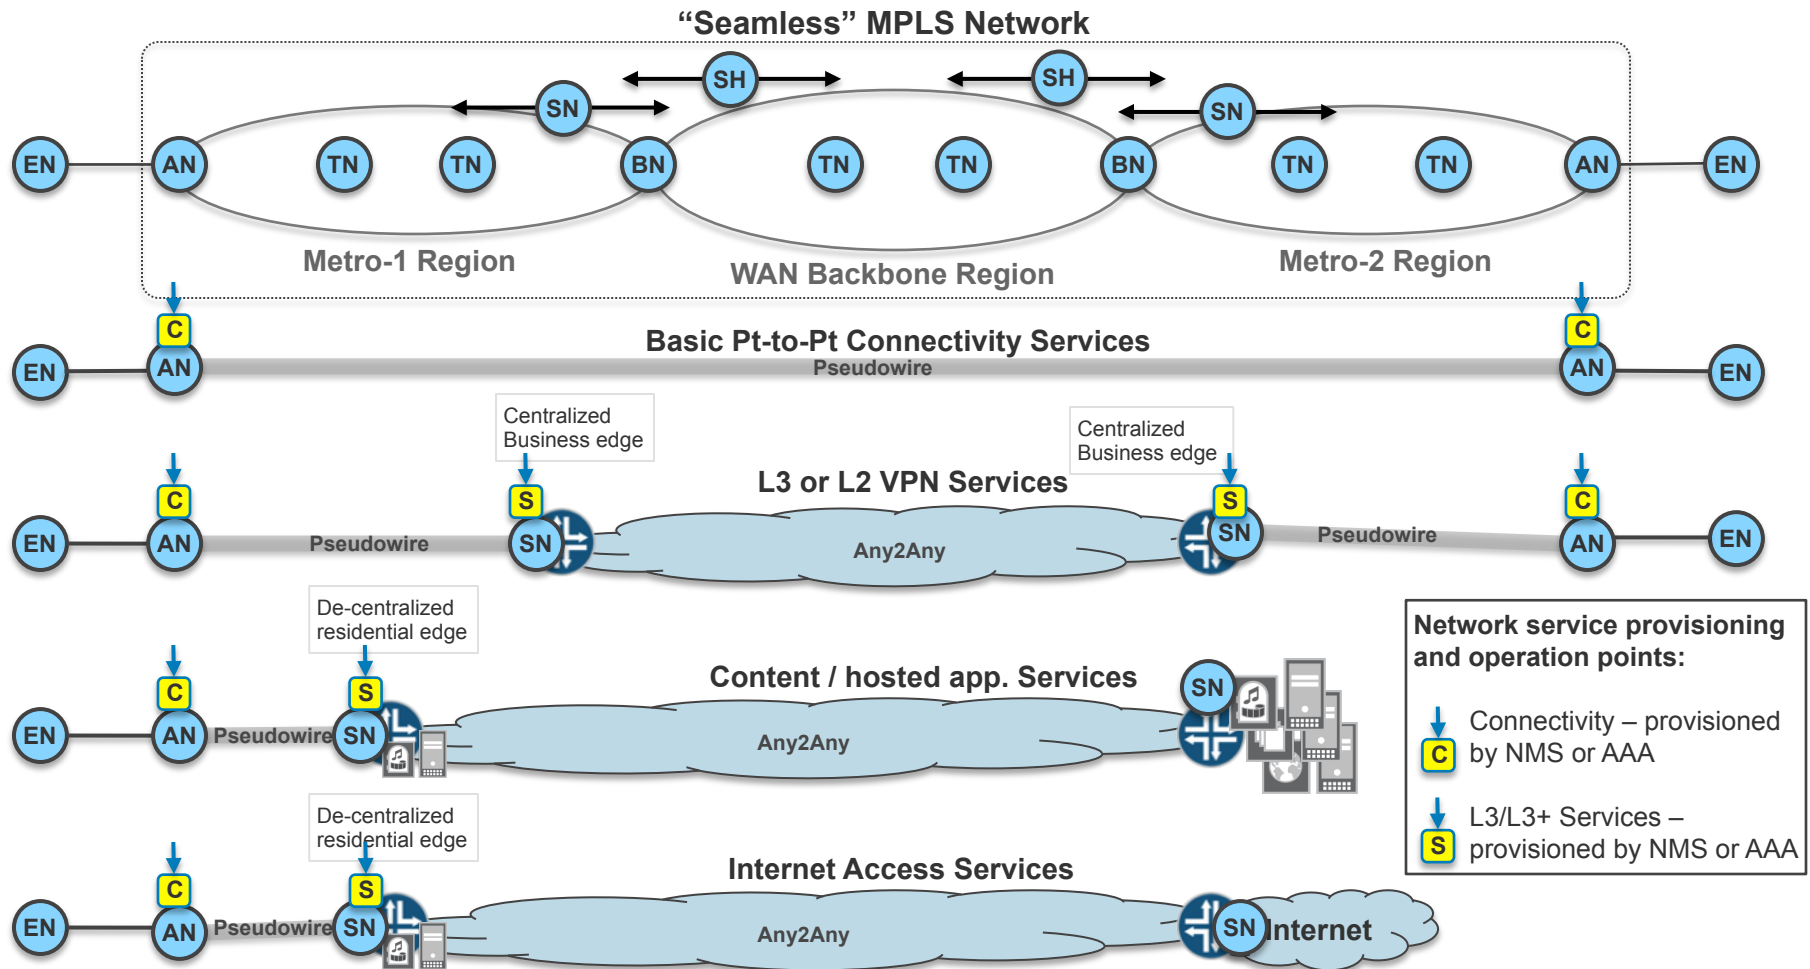 “Seamless” MPLS Network
SH
SH
SN
SN
EN
AN
TN
TN
BN
TN
TN
BN
TN
TN
AN
EN
Metro-1 Region
WAN Backbone Region
Metro-2 Region
C
C
Basic Pt-to-Pt Connectivity Services
EN
AN
Pseudowire
AN
EN
Centralized
Business edge
Centralized
Business edge
L3 or L2 VPN Services
C
S
S
C
EN
AN
Pseudowire
SN
Any2Any
SN
Pseudowire
AN
EN
De-centralized
residential edge
Content / hosted app. Services
C
S
SN
EN
AN
Pseudowire
SN
Any2Any
Network service provisioning
and operation points:
Connectivity – provisioned
C
by NMS or AAA
L3/L3+ Services –
S
provisioned by NMS or AAA
De-centralized
residential edge
Internet Access Services
C
S
EN
AN
Pseudowire
SN
Any2Any
SN
Internet